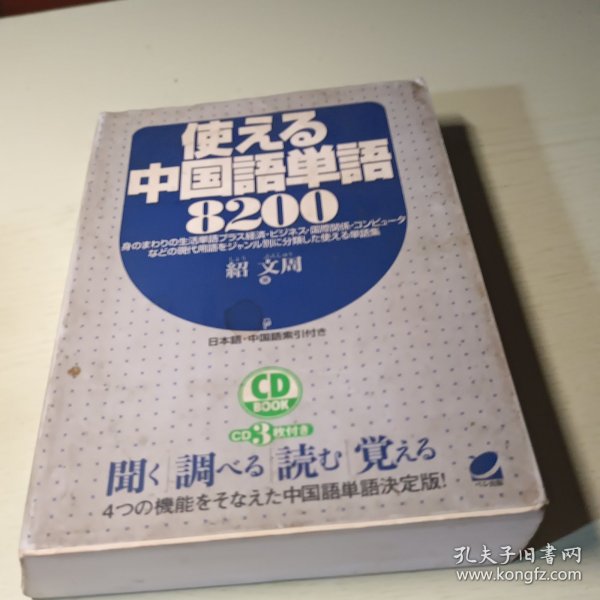 使える
中国語単語
8200
身のまわりの生活単語プラス経済・ビジネス・国際関係・コンピュータ
などの現代用語をジャンル別に分類した使える単語集
紹 文周
日本語・中国語索引付き
CD
BOOK
CD3枚付き
聞く 調べる 読む 覚える
4つの機能をそなえた中国語単語決定版!
ベレ出版
孔夫子旧书网
www.kongfz.com